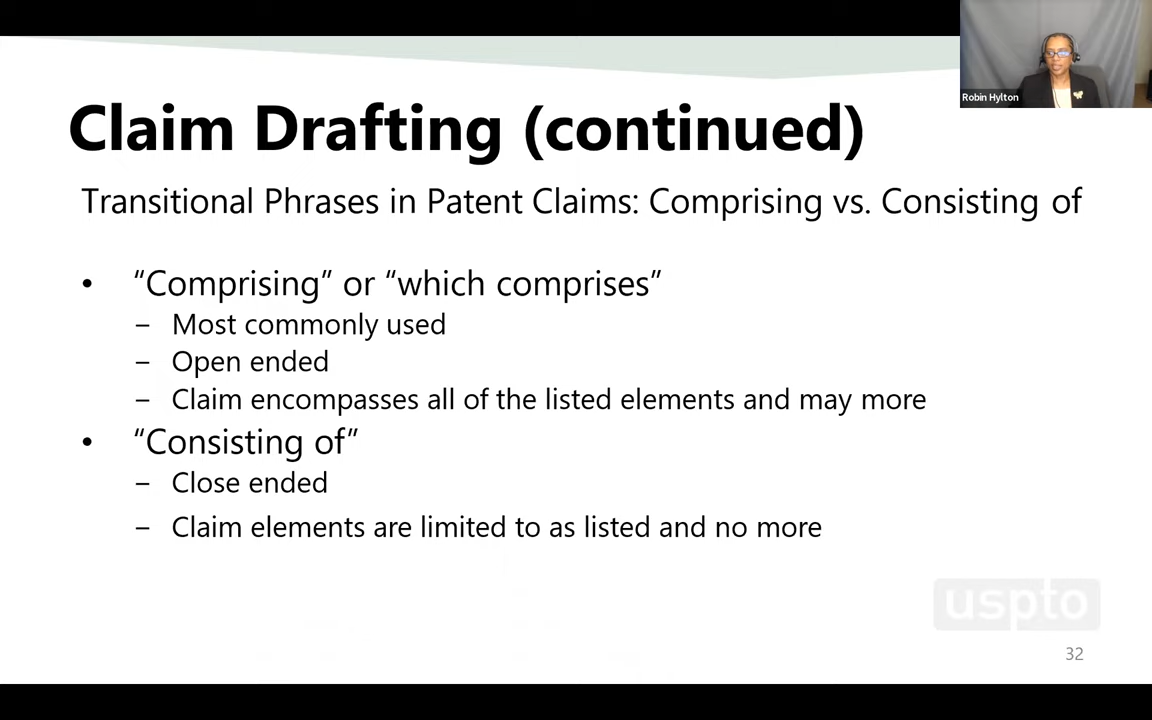 Robin Hylton
Claim Drafting (continued)
Transitional Phrases in Patent Claims: Comprising vs. Consisting of
• “Comprising” or “which comprises”
– Most commonly used
– Open ended
– Claim encompasses all of the listed elements and may more
• “Consisting of”
– Close ended
– Claim elements are limited to as listed and no more
uspto
32